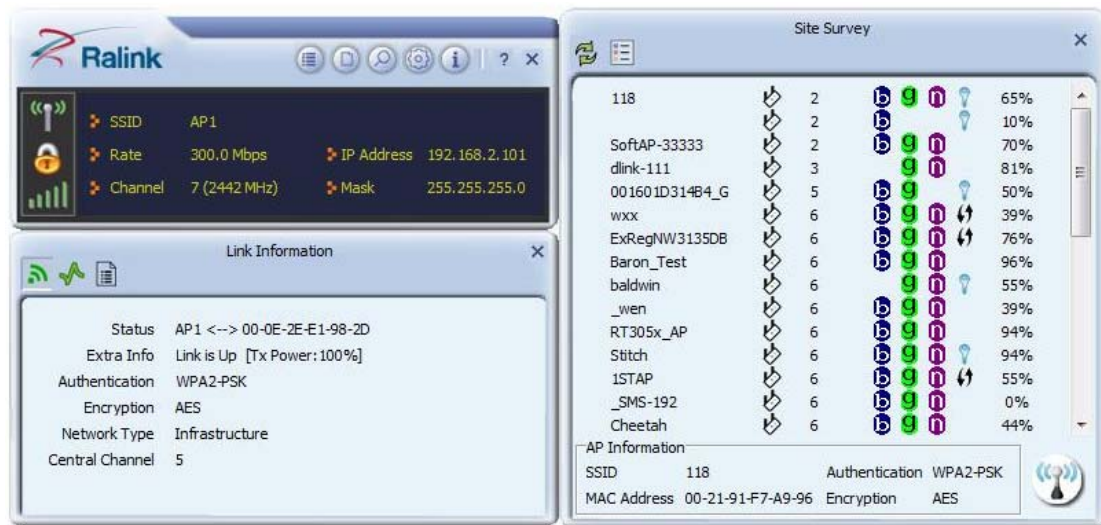 Ralink
? ×
SSID AP1
Rate 300.0 Mbps IP Address 192.168.2.101
Channel 7 (2442 MHz) Mask 255.255.255.0
Link Information ×
Status AP1 <--> 00-0E-2E-E1-98-2D
Extra Info Link is Up [Tx Power:100%]
Authentication WPA2-PSK
Encryption AES
Network Type Infrastructure
Central Channel 5
Site Survey ×
118 2 b g n 65%
2 b 10%
SoftAP-33333 2 b g n 70%
dlink-111 3 g n 81%
001601D314B4_G 5 b g 50%
wxx 6 b g n 39%
ExRegNW3135DB 6 b g n 76%
Baron_Test 6 b g n 96%
baldwin 6 g n 55%
_wen 6 b g n 39%
RT305x_AP 6 b g n 94%
Stitch 6 b g n 94%
1STAP 6 b g n 55%
_SMS-192 6 b g n 0%
Cheetah 6 b g n 44%
AP Information
SSID 118 Authentication WPA2-PSK
MAC Address 00-21-91-F7-A9-96 Encryption AES